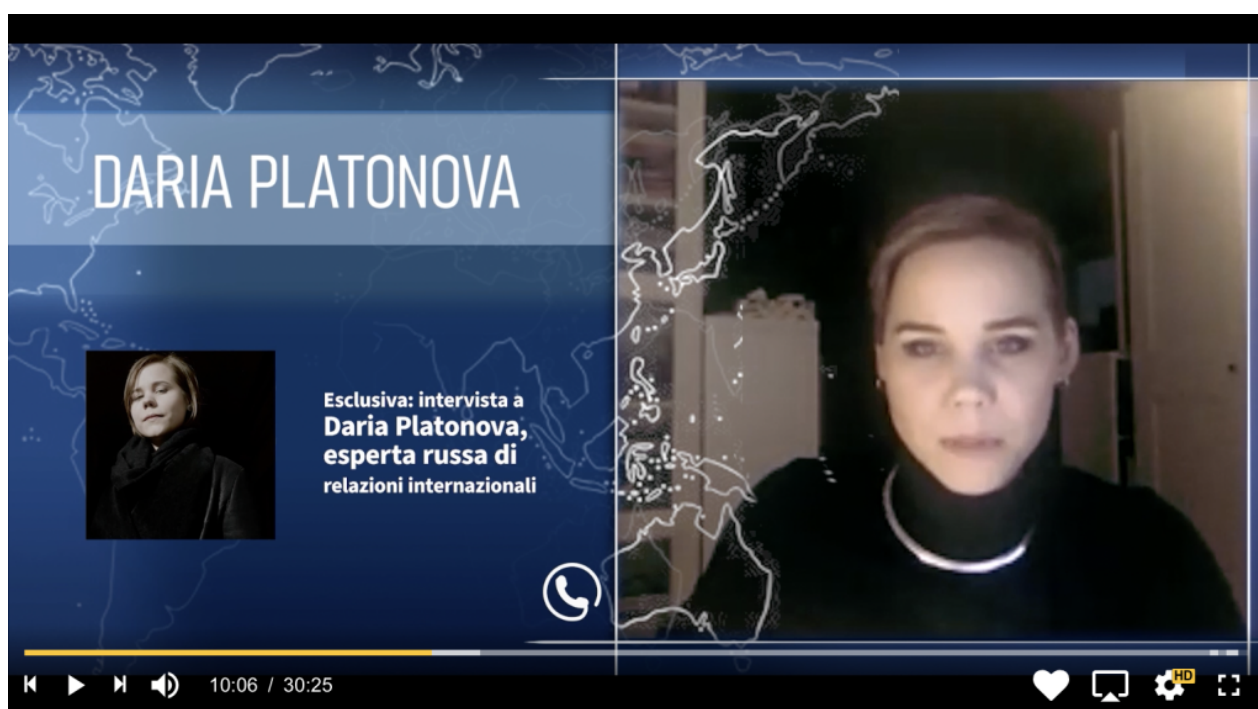 DARIA PLATONOVA
Esclusiva: intervista a
Daria Platonova,
esperta russa di
relazioni internazionali
10:06 / 30:25
HD